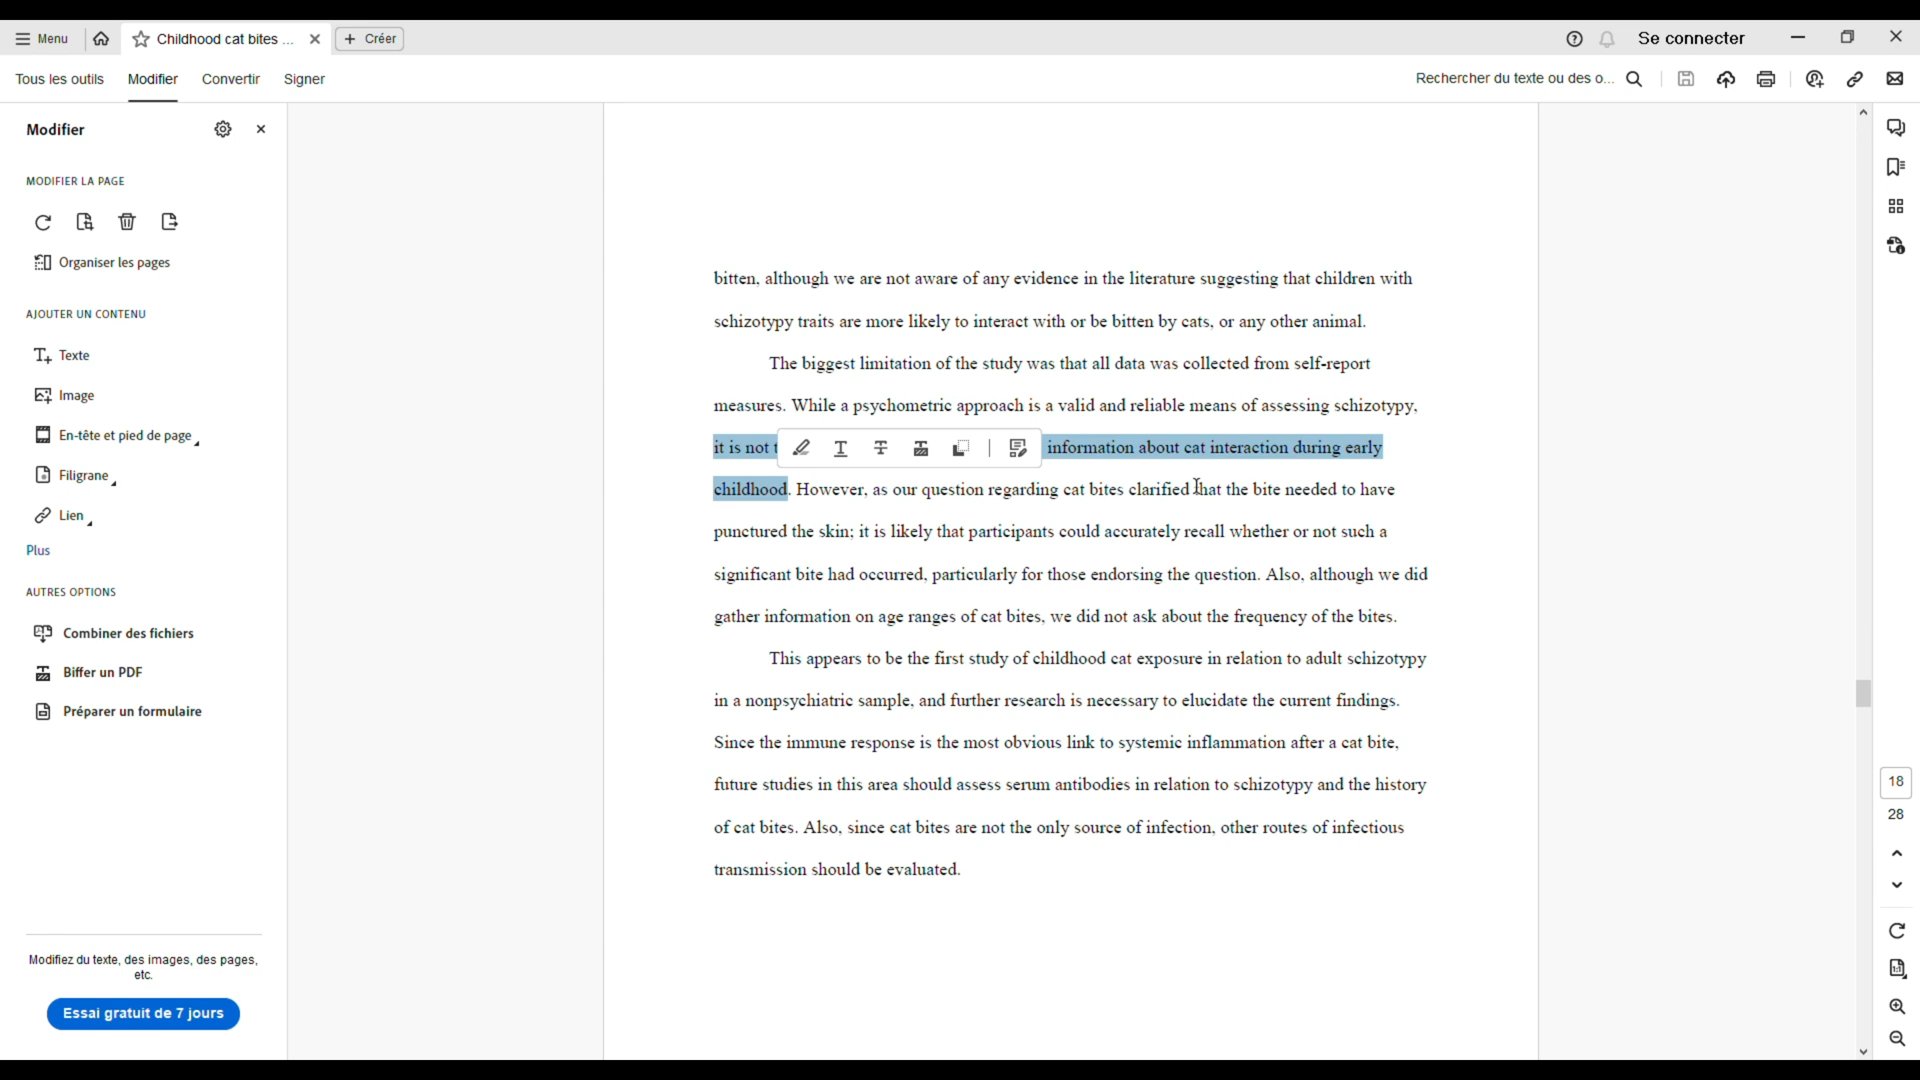 Menu
Childhood cat bites ...
Créer
Se connecter
Tous les outils
Modifier
Convertir
Signer
Rechercher du texte ou des o...
Modifier
MODIFIER LA PAGE
Organiser les pages
AJOUTER UN CONTENU
Texte
Image
En-tête et pied de page
Filigrane
Lien
Plus
AUTRES OPTIONS
Combiner des fichiers
Biffer un PDF
Préparer un formulaire
Modifiez du texte, des images, des pages,
etc.
Essai gratuit de 7 jours
bitten, although we are not aware of any evidence in the literature suggesting that children with
schizotypy traits are more likely to interact with or be bitten by cats, or any other animal.
The biggest limitation of the study was that all data was collected from self-report
measures. While a psychometric approach is a valid and reliable means of assessing schizotypy,
it is not information about cat interaction during early
childhood. However, as our question regarding cat bites clarified that the bite needed to have
punctured the skin; it is likely that participants could accurately recall whether or not such a
significant bite had occurred, particularly for those endorsing the question. Also, although we did
gather information on age ranges of cat bites, we did not ask about the frequency of the bites.
This appears to be the first study of childhood cat exposure in relation to adult schizotypy
in a nonpsychiatric sample, and further research is necessary to elucidate the current findings.
Since the immune response is the most obvious link to systemic inflammation after a cat bite,
future studies in this area should assess serum antibodies in relation to schizotypy and the history
of cat bites. Also, since cat bites are not the only source of infection, other routes of infectious
transmission should be evaluated.
18
28